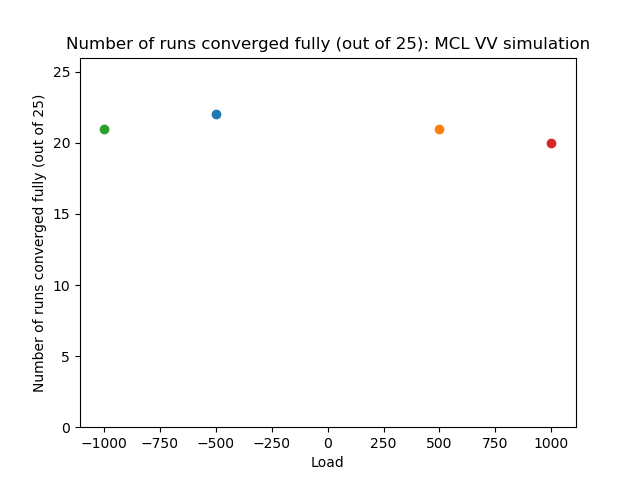 Number of runs converged fully (out of 25): MCL VV simulation
Number of runs converged fully (out of 25)
25
20
15
10
5
0
−1000 −750 −500 −250 0 250 500 750 1000
Load